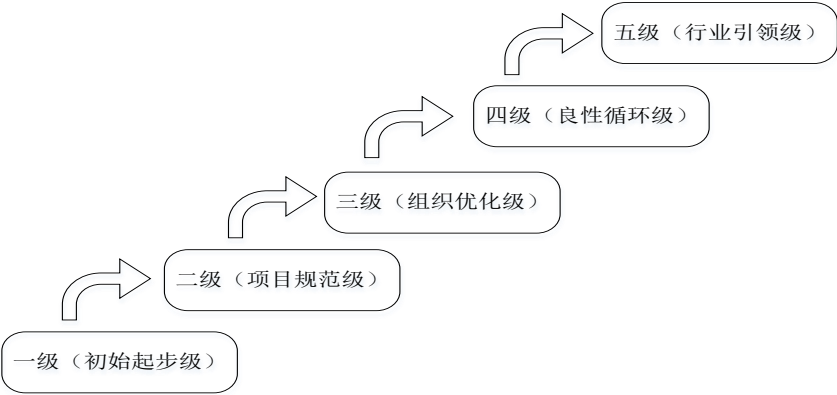 五级（行业引领级）
四级（良性循环级）
三级（组织优化级）
二级（项目规范级）
一级（初始起步级）